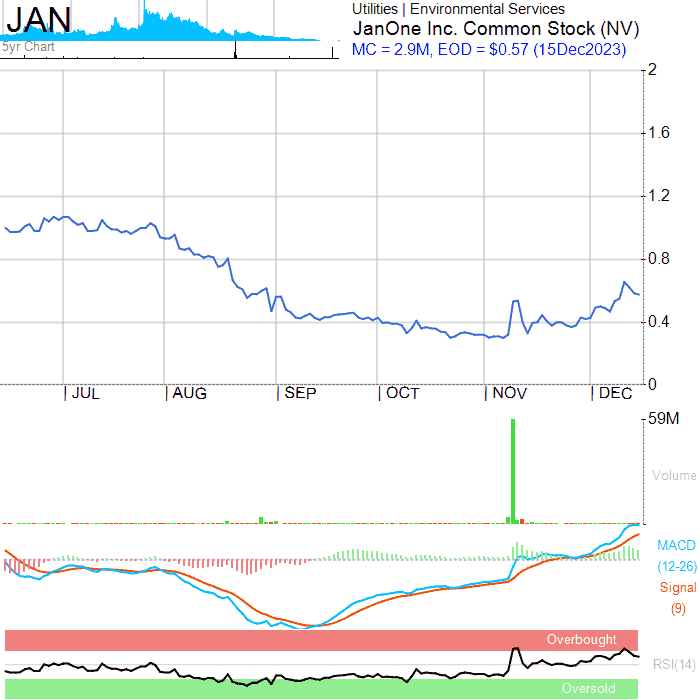 JAN
5yr Chart
Utilities | Environmental Services
JanOne Inc. Common Stock (NV)
MC = 2.9M, EOD = $0.57 (15Dec2023)
2
1.6
1.2
0.8
0.4
0
JUL AUG SEP OCT NOV DEC
59M
Volume
MACD
(12-26)
Signal
(9)
Overbought
RSI(14)
Oversold